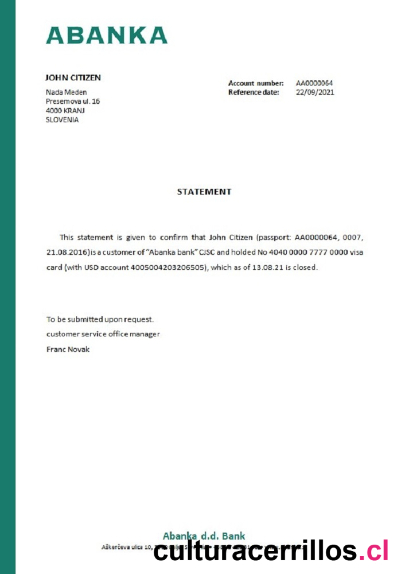 ABANKA
JOHN CITIZEN
Nada Meden
Presernova ul. 16
4000 KRANJ
SLOVENIA
Account number: AA0000064
Reference date: 22/09/2021
STATEMENT
This statement is given to confirm that John Citizen (passport: AA0000064, 0007,
21.08.2016)is a customer of "Abanka bank" CJSC and holded No 4040 0000 7777 0000 visa
card (with USD account 4005004203206505), which as of 13.08.21 is closed.
To be submitted upon request.
customer service office manager
Franc Novak
Abanka d.d. Bank
Aškerčeva ulica 10,
culturacerrillos.cl